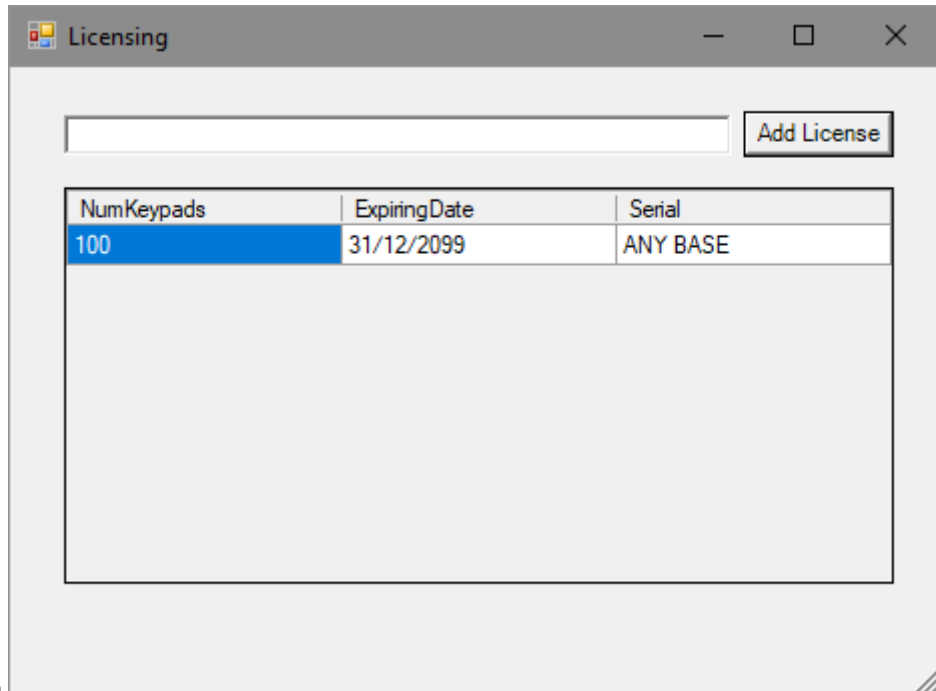 Licensing
Add License
NumKeypads ExpiringDate Serial
100 31/12/2099 ANY BASE